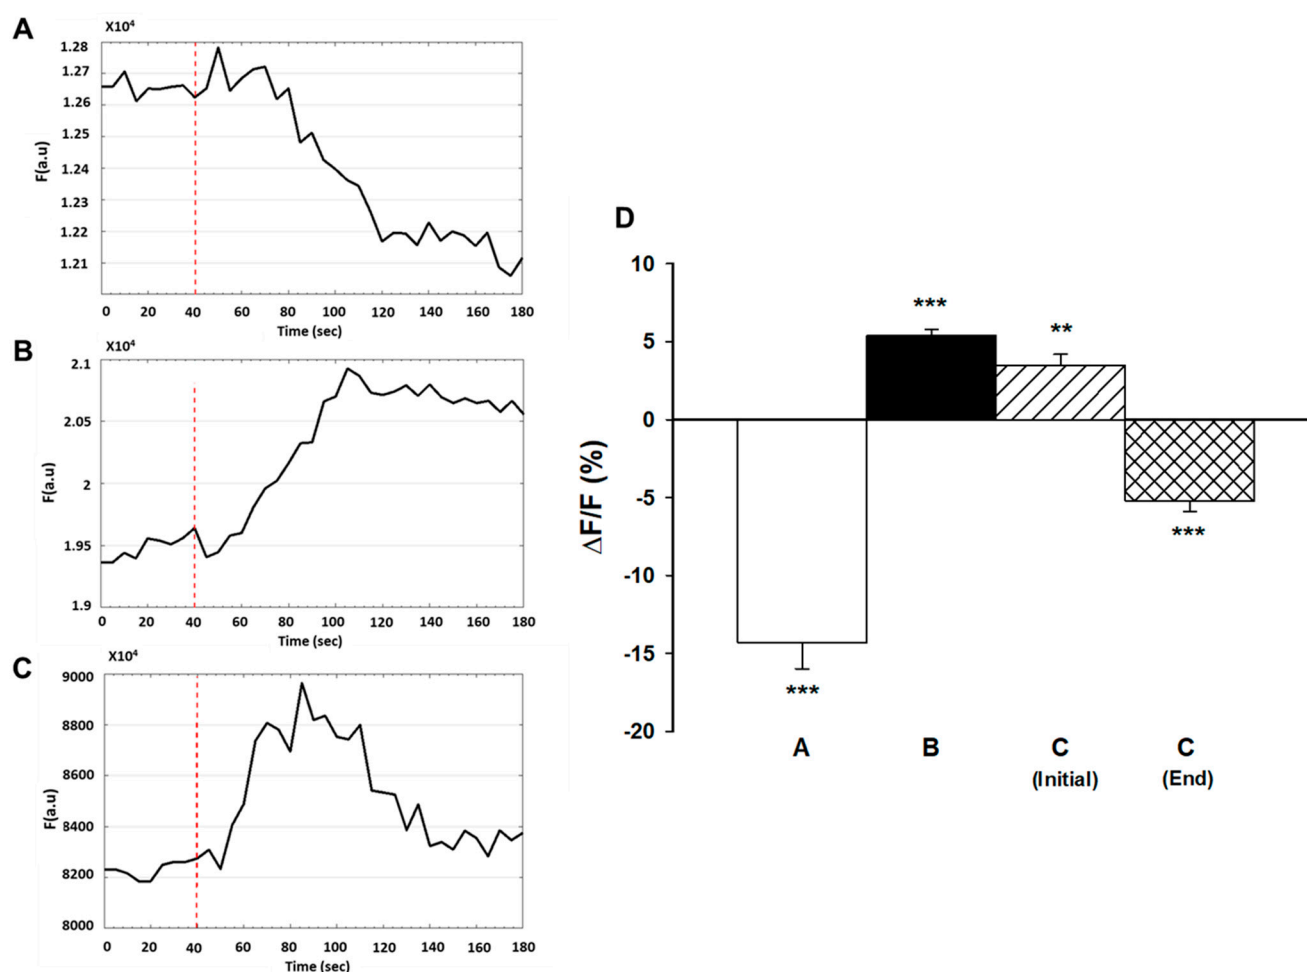 A
X10⁴
1.28
1.27
1.26
1.25
1.24
1.23
1.22
1.21
F(a.u)
0 20 40 60 80 100 120 140 160 180
Time (sec)
B
X10⁴
2.1
2.05
2
1.95
1.9
F(a.u)
0 20 40 60 80 100 120 140 160 180
Time (sec)
C
X10⁴
9000
8800
8600
8400
8200
8000
F(a.u)
0 20 40 60 80 100 120 140 160 180
Time (sec)
D
10
5
0
-5
-10
-15
-20
ΔF/F (%)
***
**
***
***
A B C C
(Initial) (End)